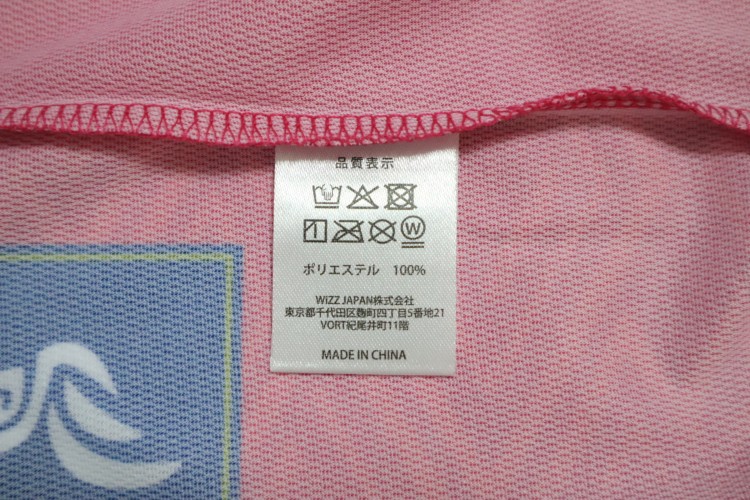 品質表示
W
ポリエステル 100%
WIZZ JAPAN株式会社
東京都千代田区麹町四丁目5番地21
VORT紀尾井町11階
MADE IN CHINA